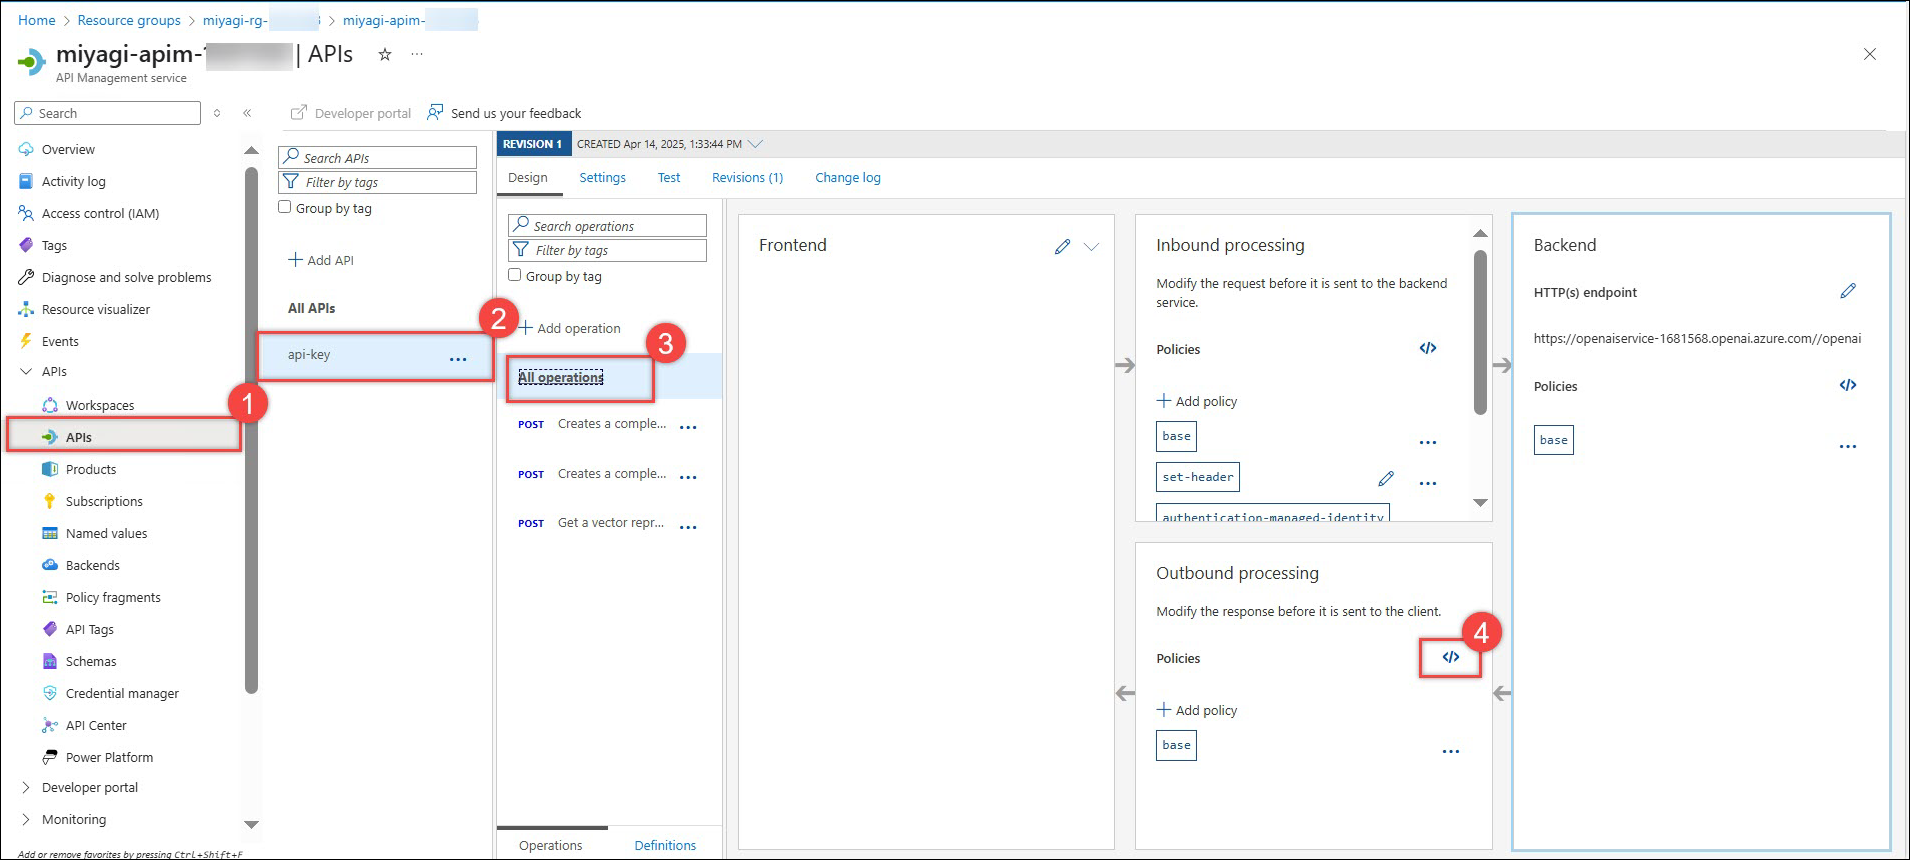 Home > Resource groups > miyagi-rg- > miyagi-apim-
miyagi-apim- | APIs
API Management service
Search
Developer portal
Send us your feedback
Overview
Activity log
Access control (IAM)
Tags
Diagnose and solve problems
Resource visualizer
Events
APIs
Workspaces
1
APIs
Products
Subscriptions
Named values
Backends
Policy fragments
API Tags
Schemas
Credential manager
API Center
Power Platform
Developer portal
Monitoring
Add or remove favorites by pressing Ctrl+Shift+F
Search APIs
Filter by tags
Group by tag
+ Add API
All APIs
2
api-key
...
REVISION 1
CREATED Apr 14, 2025, 1:33:44 PM
Design
Settings
Test
Revisions (1)
Change log
Search operations
Filter by tags
Group by tag
+ Add operation
3
All operations
POST Creates a comple... ...
POST Creates a comple... ...
POST Get a vector repr... ...
Operations
Definitions
Frontend
Inbound processing
Modify the request before it is sent to the backend
service.
Policies
</>
+ Add policy
base
...
set-header
...
authentication-managed-identity
Outbound processing
Modify the response before it is sent to the client.
4
Policies
</>
+ Add policy
base
...
Backend
HTTP(s) endpoint
https://openaiservice-1681568.openai.azure.com//openai
Policies
</>
base
...